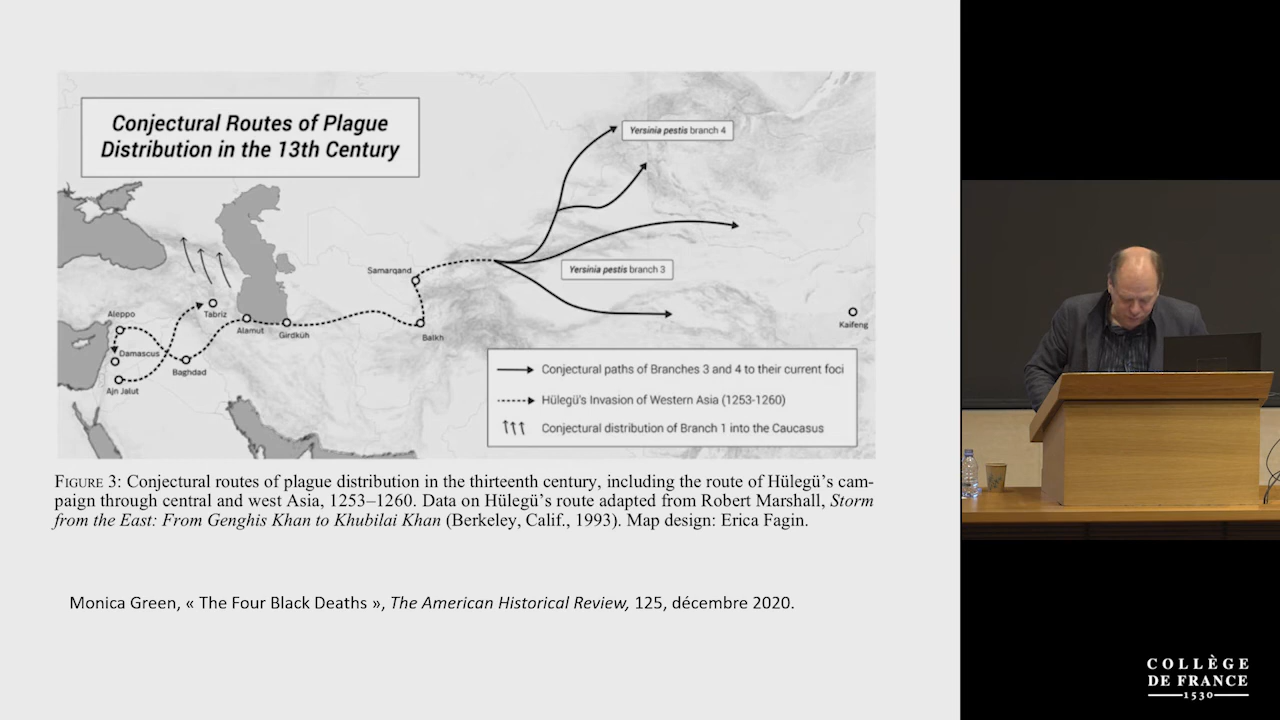 Conjectural Routes of Plague
Distribution in the 13th Century
Yersinia pestis branch 4
Yersinia pestis branch 3
Samarqand
Tabriz
Aleppo
Alamut
Girdkūh
Balkh
Kaifeng
Damascus
Baghdad
Ajn Jalut
Conjectural paths of Branches 3 and 4 to their current foci
Hülegü's Invasion of Western Asia (1253-1260)
Conjectural distribution of Branch 1 into the Caucasus
FIGURE 3: Conjectural routes of plague distribution in the thirteenth century, including the route of Hülegü's cam-
paign through central and west Asia, 1253–1260. Data on Hülegü's route adapted from Robert Marshall, Storm
from the East: From Genghis Khan to Khubilai Khan (Berkeley, Calif., 1993). Map design: Erica Fagin.
Monica Green, « The Four Black Deaths », The American Historical Review, 125, décembre 2020.
COLLÈGE
DE FRANCE
1530